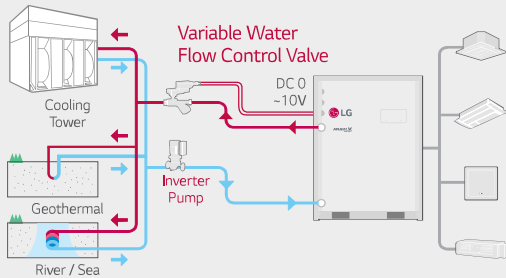 Variable Water
Flow Control Valve
DC 0
~10V
LG
Cooling
Tower
Inverter
Pump
Geothermal
River / Sea